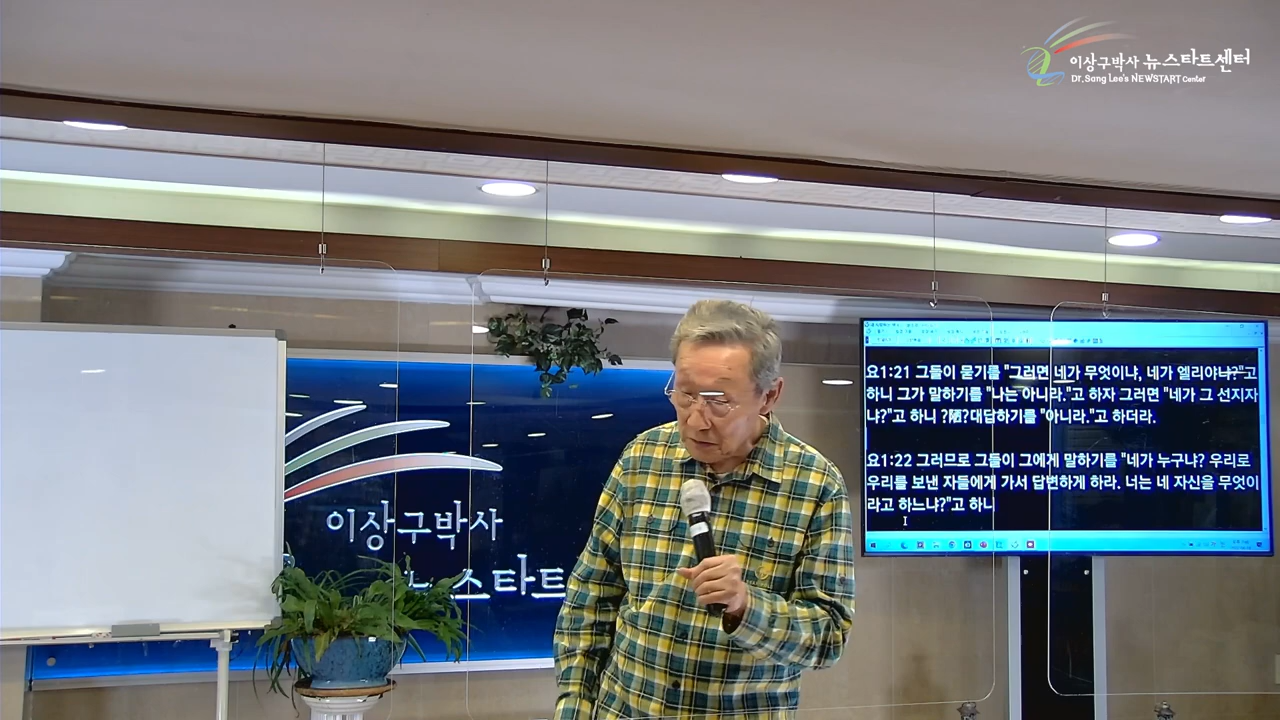 이상구박사 뉴스타트센터
Dr. Sang Lee's NEWSTART Center
요1:21 그들이 묻기를 "그러면 네가 무엇이냐, 네가 엘리야냐?"고
하니 그가 말하기를 "나는 아니라."고 하자 그러면 "네가 그 선지자
냐?"고 하니 ?陋?대답하기를 "아니라."고 하더라.
요1:22 그러므로 그들이 그에게 말하기를 "네가 누구냐? 우리로
우리를 보낸 자들에게 가서 답변하게 하라. 너는 네 자신을 무엇이
라고 하느냐?"고 하니
이상구박사
뉴스타트